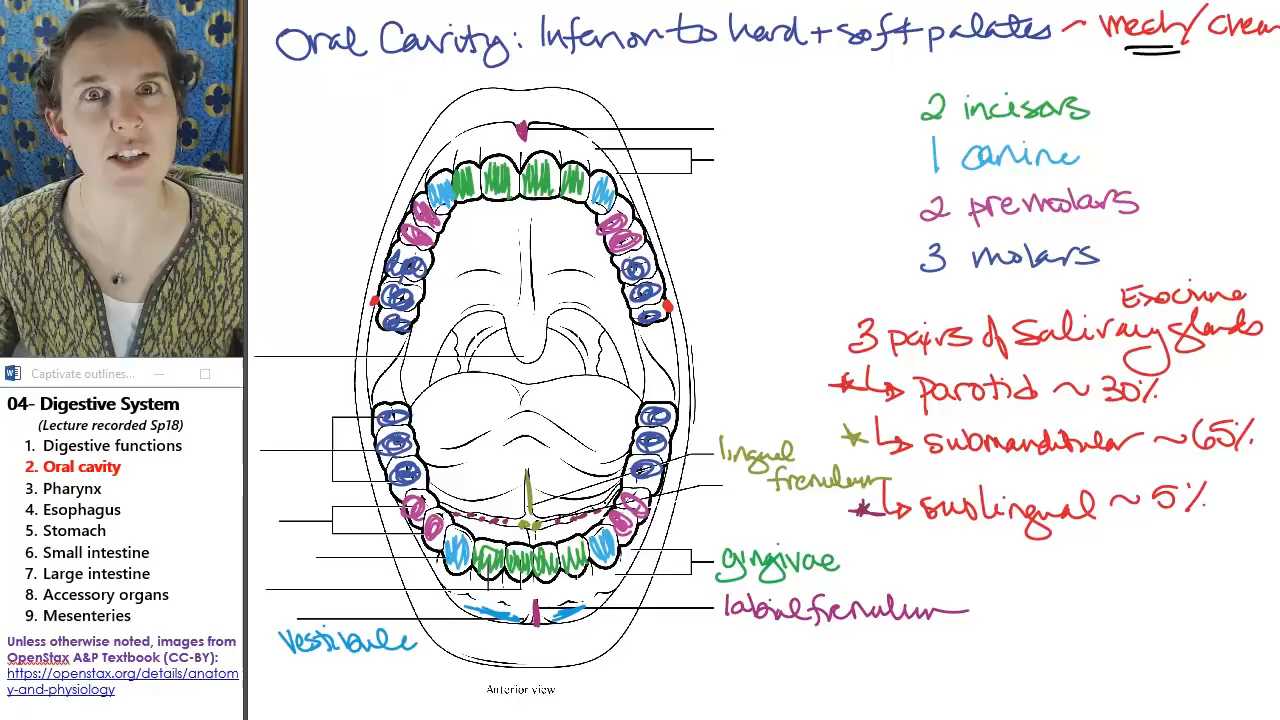 Oral Cavity: Inferior to hard + soft palates ~ mech/chem
2 incisors
1 canine
2 premolars
3 molars
Exocrine
3 pairs of salivary glands
↳ parotid ~ 30%
↳ submandibular ~ 65%
↳ sublingual ~ 5%
lingual
frenulum
gingivae
labial frenulum
Vestibule
Anterior view
Captivate outlines...
04- Digestive System
(Lecture recorded Sp18)
1. Digestive functions
2. Oral cavity
3. Pharynx
4. Esophagus
5. Stomach
6. Small intestine
7. Large intestine
8. Accessory organs
9. Mesenteries
Unless otherwise noted, images from
OpenStax A&P Textbook (CC-BY):
https://openstax.org/details/anatom
y-and-physiology